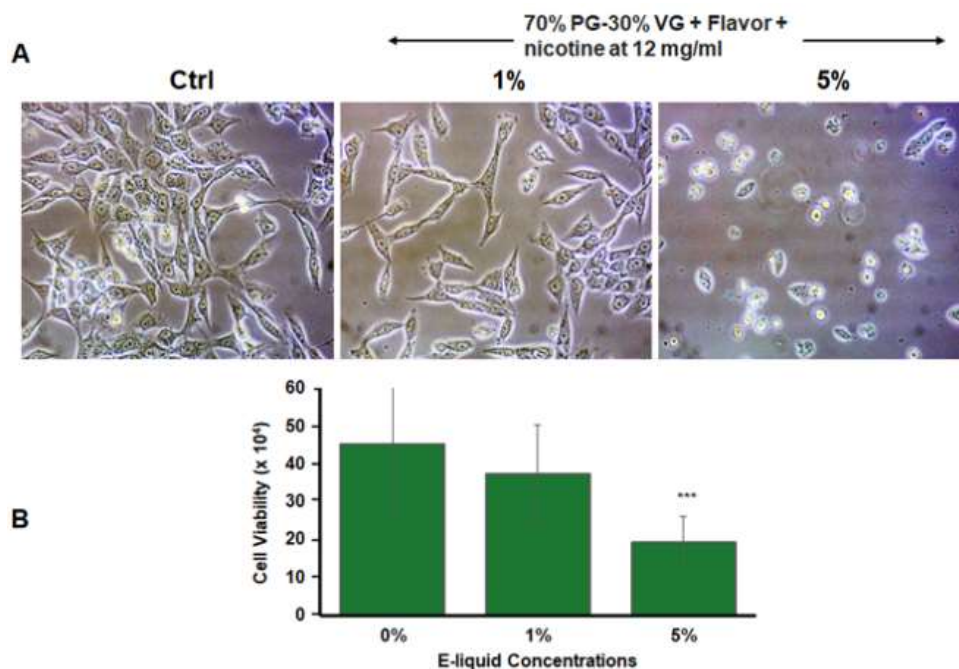 70% PG-30% VG + Flavor +
nicotine at 12 mg/ml
A
Ctrl
1%
5%
60
50
40
30
20
10
0
Cell Viability (x 10⁴)
***
B
0%
1%
5%
E-liquid Concentrations